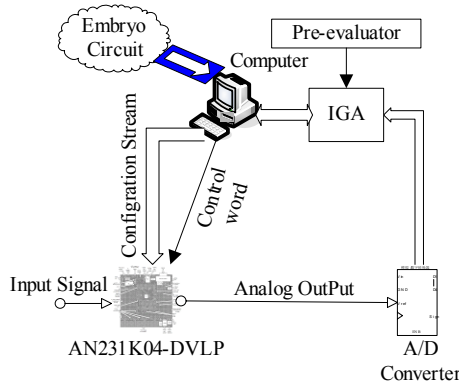 Embryo
Circuit
Pre-evaluator
Computer
IGA
Configration Stream
Control
word
Input Signal
Analog OutPut
AN231K04-DVLP
A/D
Converter